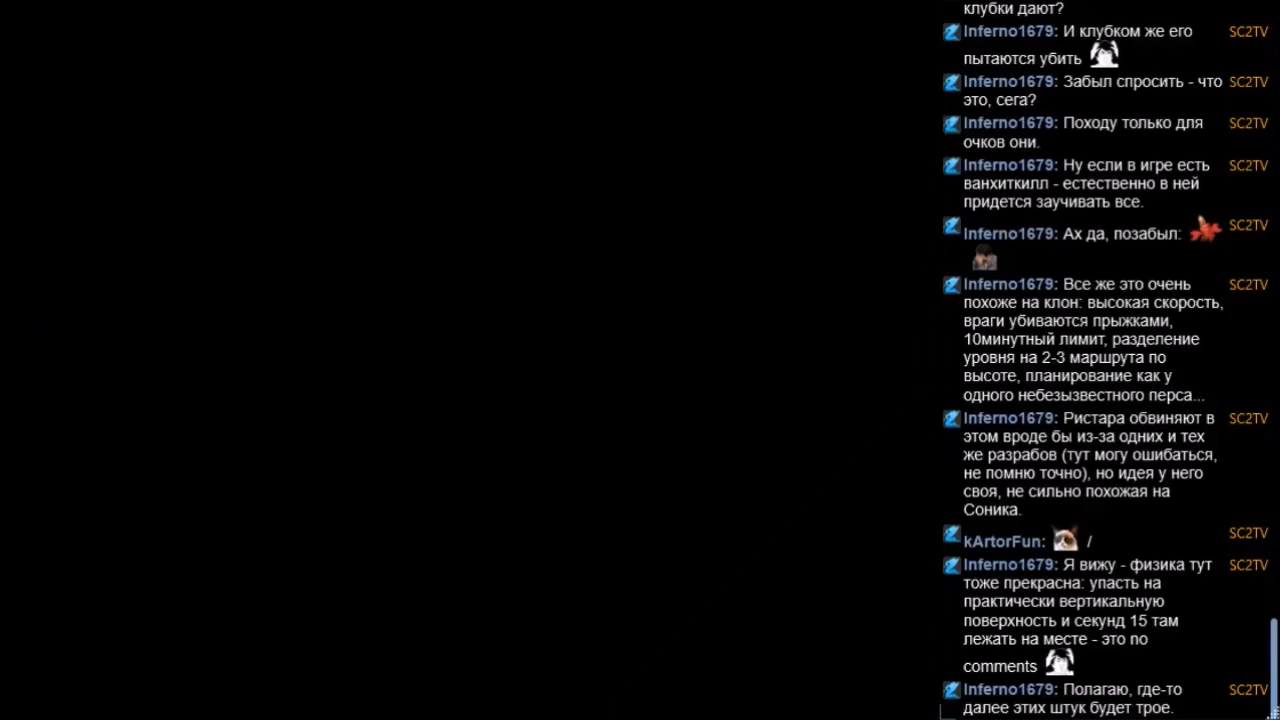 клубки дают?
Inferno1679: И клубком же его SC2TV
пытаются убить
Inferno1679: Забыл спросить - что SC2TV
это, сега?
Inferno1679: Походу только для SC2TV
очков они.
Inferno1679: Ну если в игре есть SC2TV
ванхиткилл - естественно в ней
придется заучивать все.
Inferno1679: Ах да, позабыл: SC2TV
Inferno1679: Все же это очень SC2TV
похоже на клон: высокая скорость,
враги убиваются прыжками,
10минутный лимит, разделение
уровня на 2-3 маршрута по
высоте, планирование как у
одного небезызвестного перса...
Inferno1679: Ристара обвиняют в SC2TV
этом вроде бы из-за одних и тех
же разрабов (тут могу ошибаться,
не помню точно), но идея у него
своя, не сильно похожая на
Соника.
kArtorFun: / SC2TV
Inferno1679: Я вижу - физика тут SC2TV
тоже прекрасна: упасть на
практически вертикальную
поверхность и секунд 15 там
лежать на месте - это no
comments
Inferno1679: Полагаю, где-то SC2TV
далее этих штук будет трое.